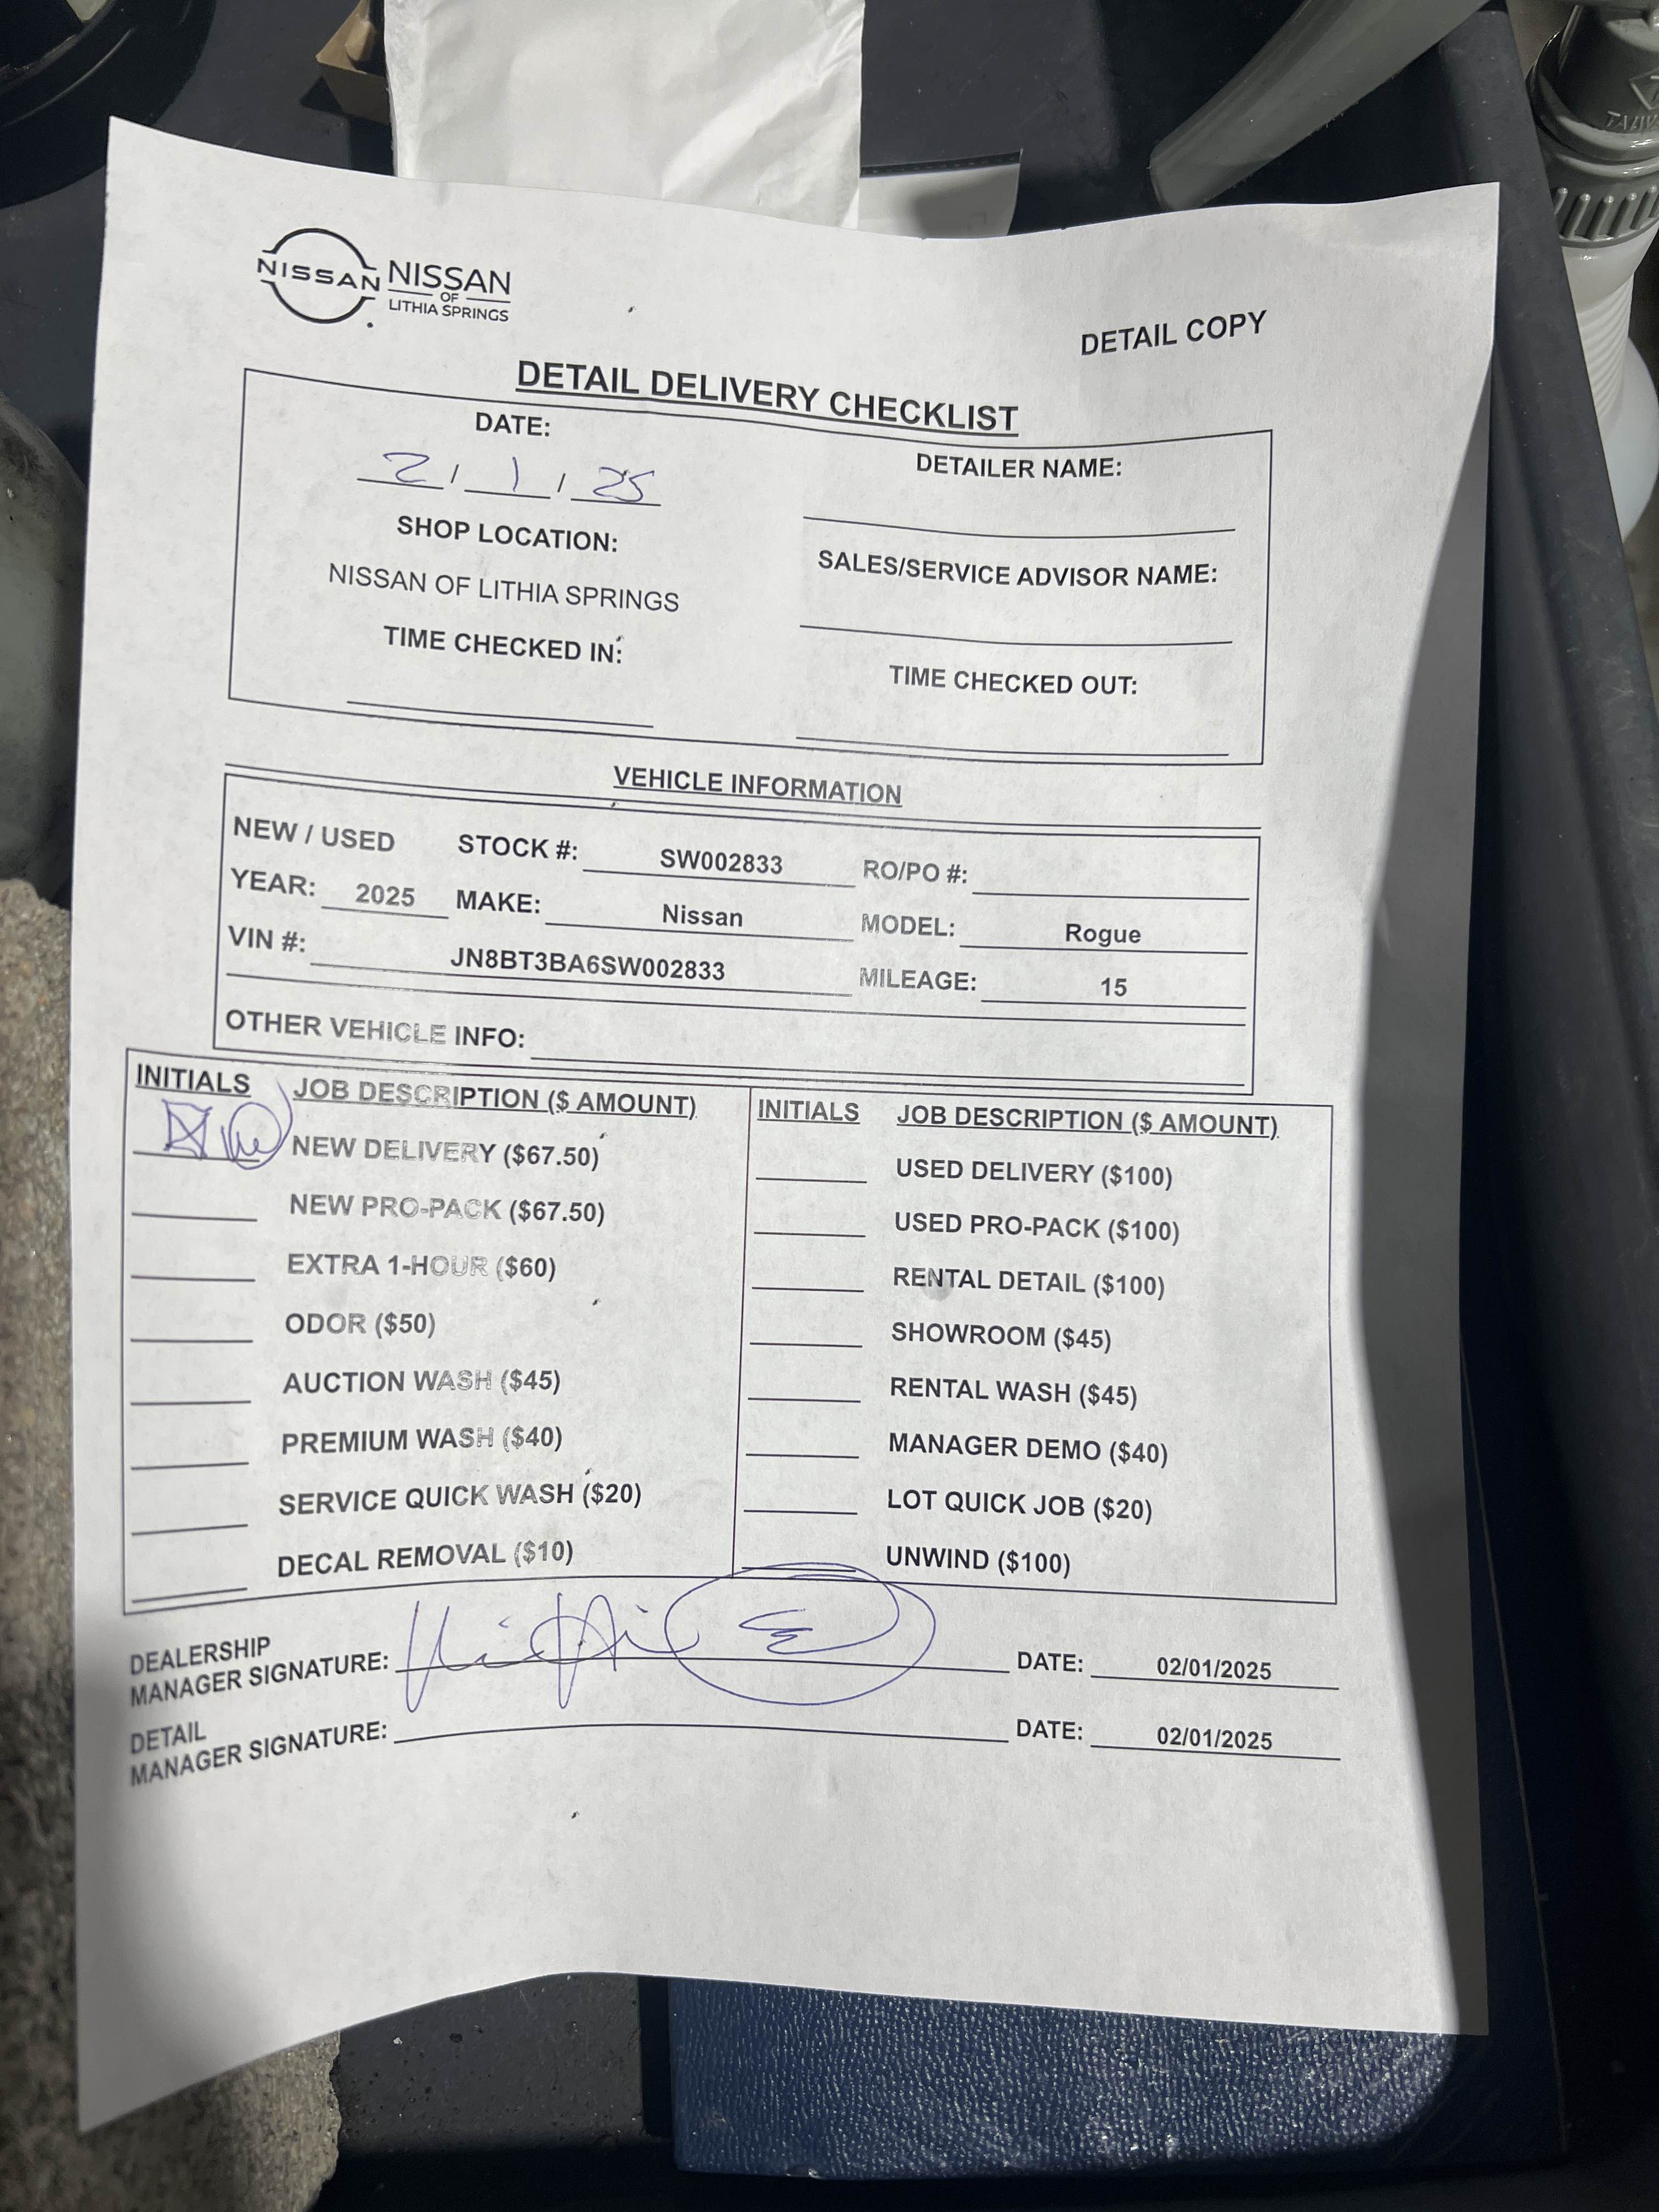 NISSAN NISSAN
OF
LITHIA SPRINGS
DETAIL COPY
DETAIL DELIVERY CHECKLIST
DATE:
2 / 1 / 25
DETAILER NAME:
SHOP LOCATION:
NISSAN OF LITHIA SPRINGS
SALES/SERVICE ADVISOR NAME:
TIME CHECKED IN:
TIME CHECKED OUT:
VEHICLE INFORMATION
NEW / USED STOCK #: SW002833 RO/PO #:
YEAR: 2025 MAKE: Nissan MODEL: Rogue
VIN #: JN8BT3BA6SW002833 MILEAGE: 15
OTHER VEHICLE INFO:
INITIALS JOB DESCRIPTION ($ AMOUNT) INITIALS JOB DESCRIPTION ($ AMOUNT)
NEW DELIVERY ($67.50) USED DELIVERY ($100)
NEW PRO-PACK ($67.50) USED PRO-PACK ($100)
EXTRA 1-HOUR ($60) RENTAL DETAIL ($100)
ODOR ($50) SHOWROOM ($45)
AUCTION WASH ($45) RENTAL WASH ($45)
PREMIUM WASH ($40) MANAGER DEMO ($40)
SERVICE QUICK WASH ($20) LOT QUICK JOB ($20)
DECAL REMOVAL ($10) UNWIND ($100)
DEALERSHIP
MANAGER SIGNATURE: DATE: 02/01/2025
DETAIL
MANAGER SIGNATURE: DATE: 02/01/2025